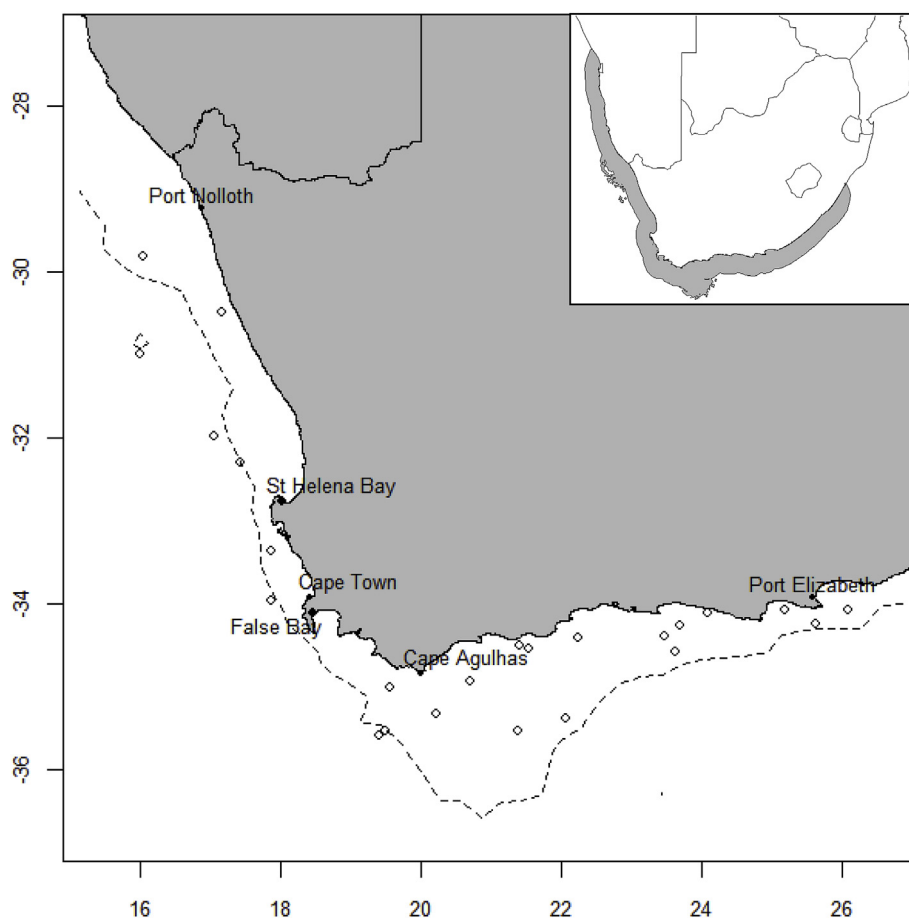 -28
Port Nolloth
-30
-32
St Helena Bay
Cape Town
Port Elizabeth
-34
False Bay
Cape Agulhas
-36
16 18 20 22 24 26